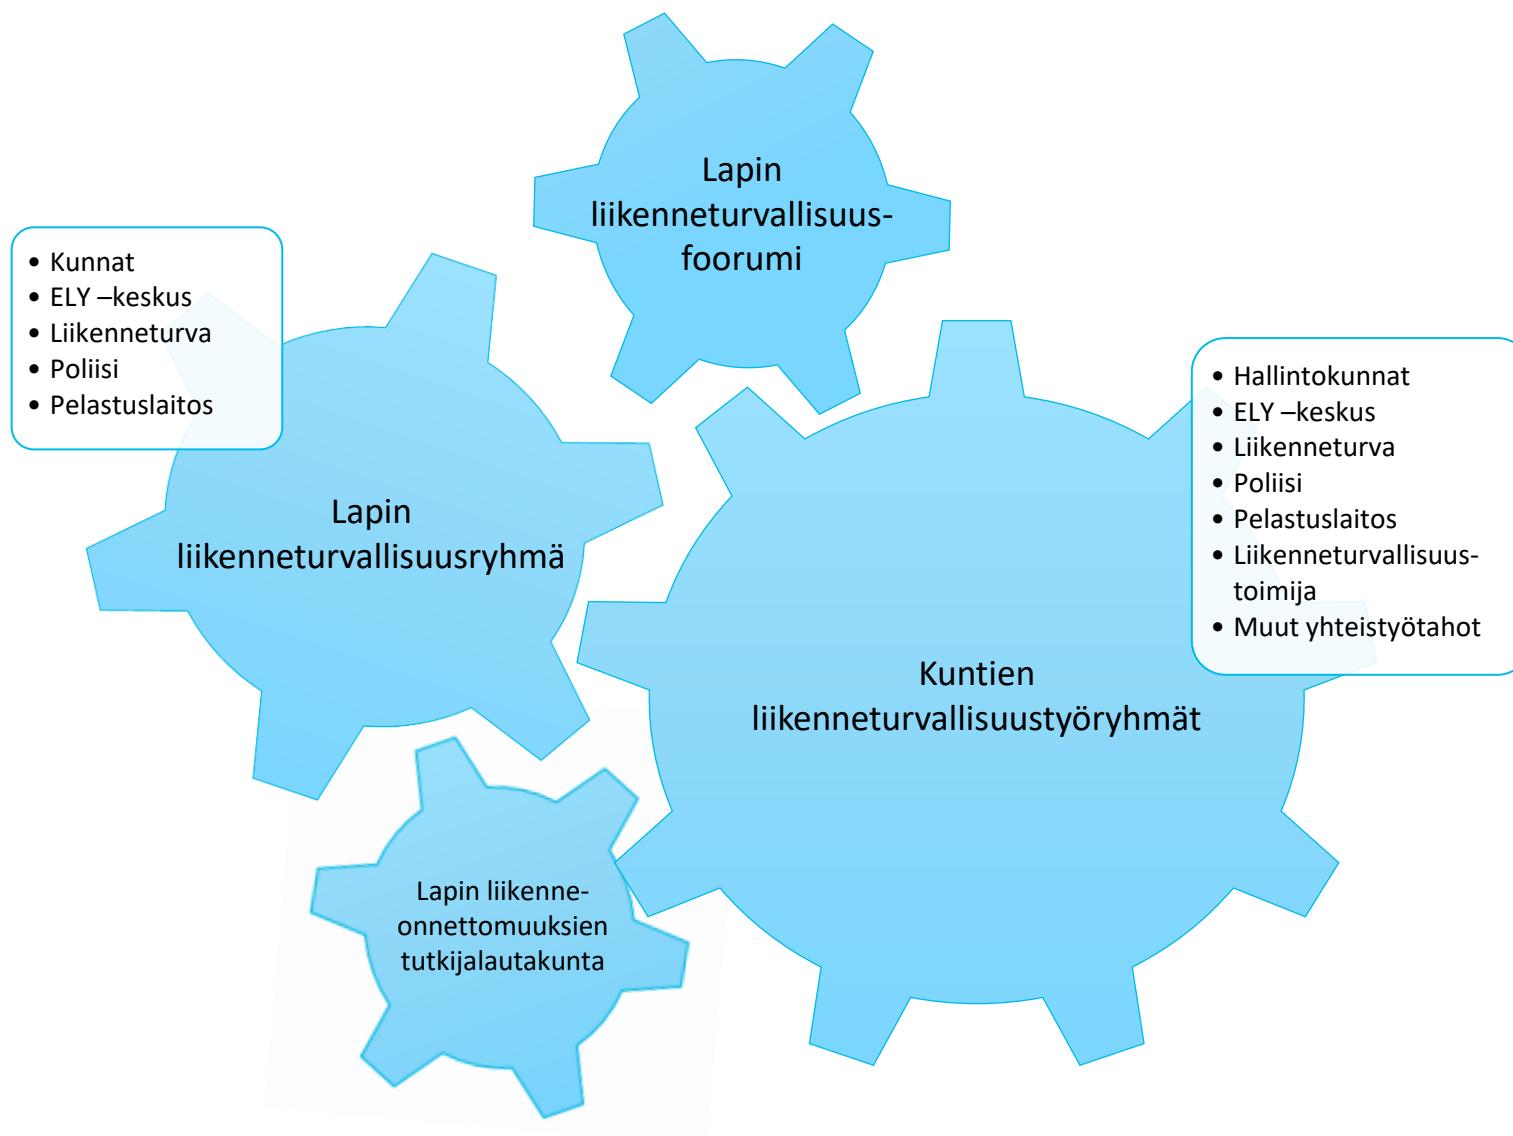 Lapin
liikenneturvallisuus-
foorumi
• Kunnat
• ELY –keskus
• Liikenneturva
• Poliisi
• Pelastuslaitos
Lapin
liikenneturvallisuusryhmä
• Hallintokunnat
• ELY –keskus
• Liikenneturva
• Poliisi
• Pelastuslaitos
• Liikenneturvallisuus-
toimija
• Muut yhteistyötahot
Kuntien
liikenneturvallisuustyöryhmät
Lapin liikenne-
onnettomuuksien
tutkijalautakunta